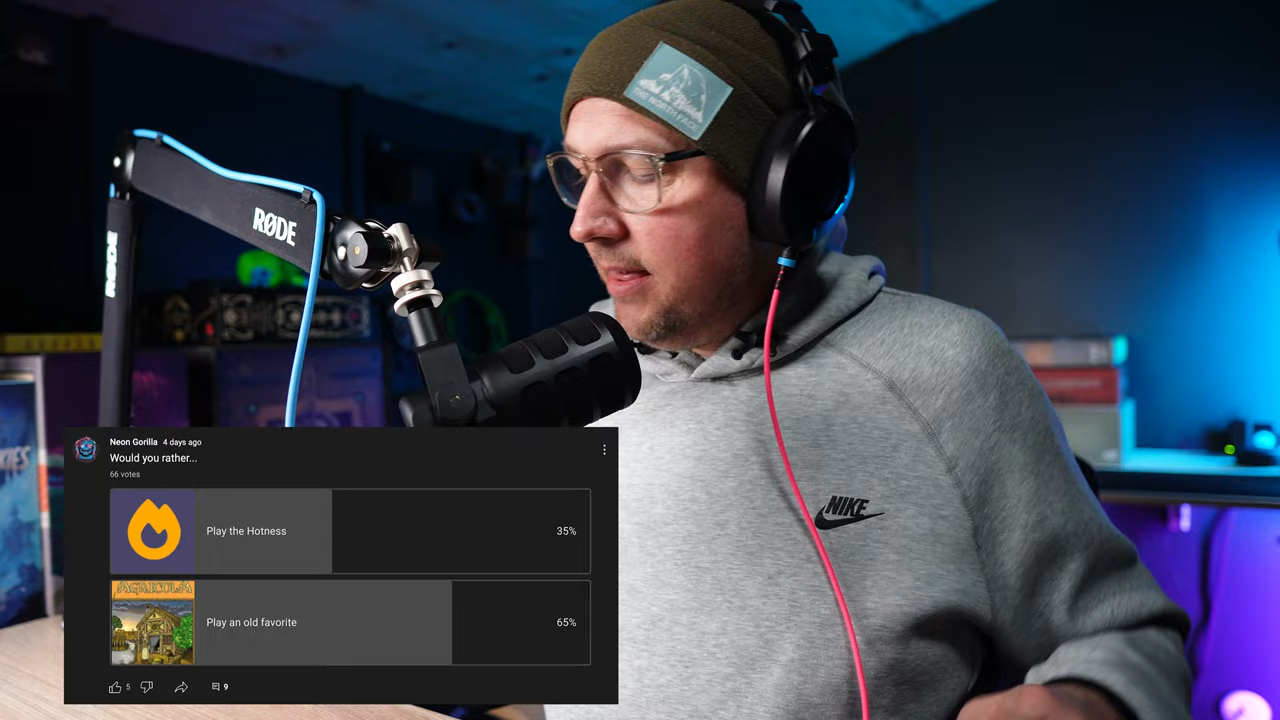 THE NORTH FACE
RØDE
RØDE
NIKE
Neon Gorilla 4 days ago
Would you rather...
66 votes
Play the Hotness 35%
AGRICOLA
Play an old favorite 65%
5 9